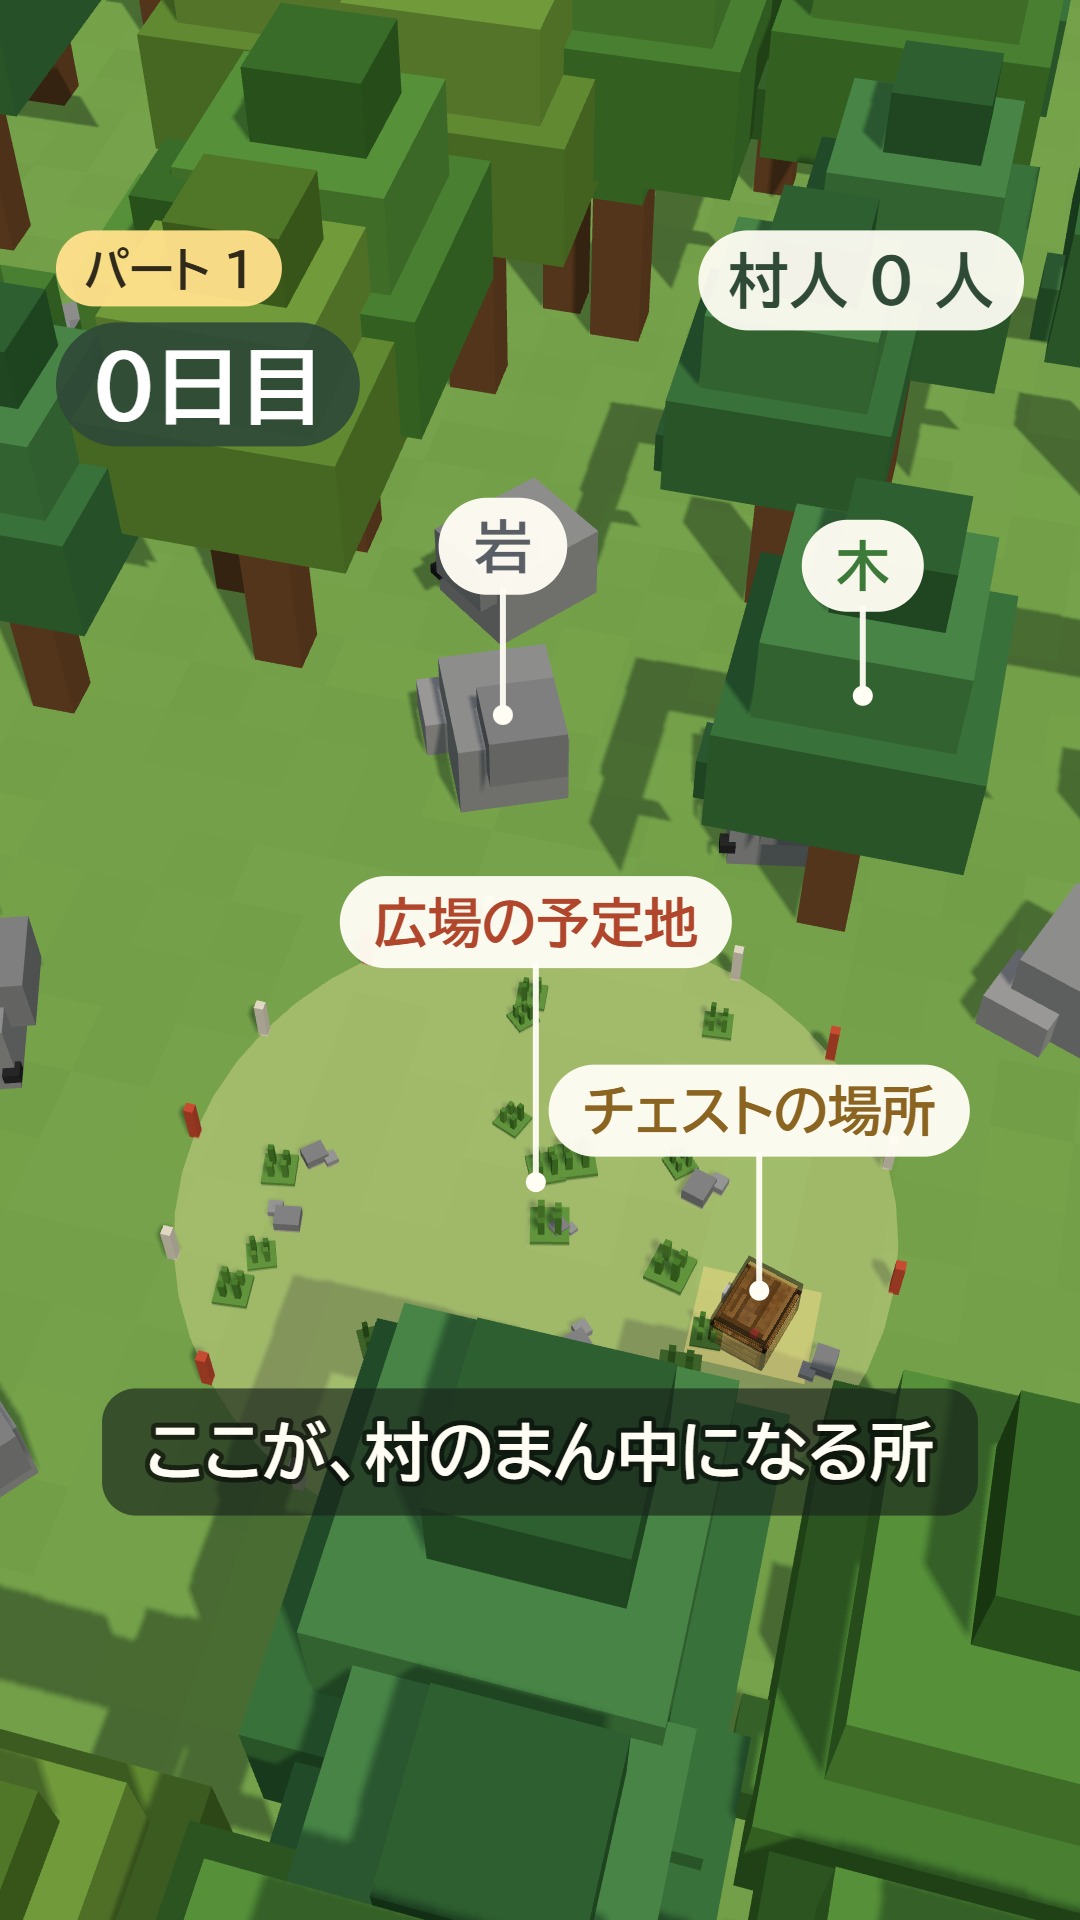 パート 1
0日目
村人 0 人
岩
木
広場の予定地
チェストの場所
ここが、村のまん中になる所